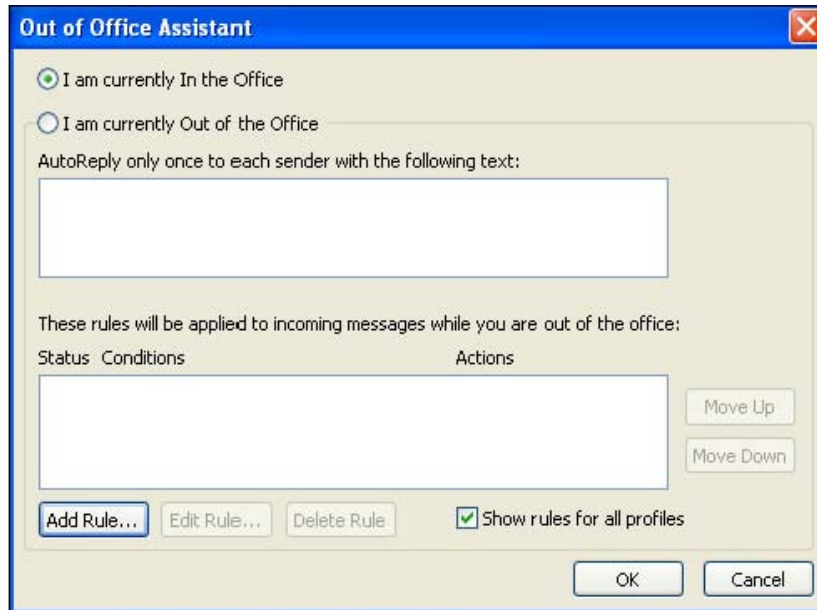 Out of Office Assistant
I am currently In the Office
I am currently Out of the Office
AutoReply only once to each sender with the following text:
These rules will be applied to incoming messages while you are out of the office:
Status Conditions Actions
Move Up
Move Down
Add Rule... Edit Rule... Delete Rule Show rules for all profiles
OK Cancel